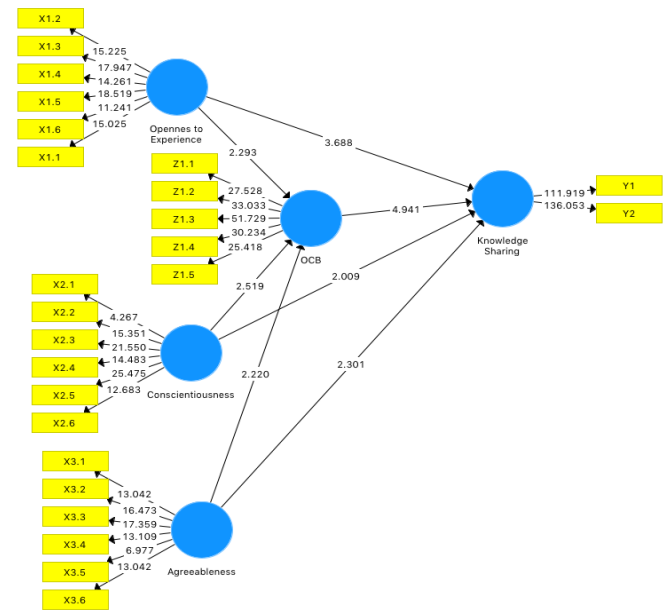 X1.2
X1.3
X1.4
X1.5
X1.6
X1.1
15.225
17.947
14.261
18.519
11.241
15.025
Opennes to
Experience
3.688
2.293
Z1.1
Z1.2
Z1.3
Z1.4
Z1.5
27.528
33.033
51.729
30.234
25.418
OCB
4.941
111.919
136.053
Y1
Y2
Knowledge
Sharing
2.519
2.009
X2.1
X2.2
X2.3
X2.4
X2.5
X2.6
4.267
15.351
21.550
14.483
25.475
12.683
Conscientiousness
2.220
2.301
X3.1
X3.2
X3.3
X3.4
X3.5
X3.6
13.042
16.473
17.359
13.109
6.977
13.042
Agreeableness